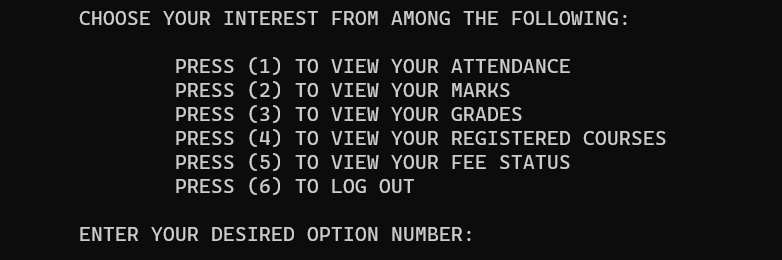 CHOOSE YOUR INTEREST FROM AMONG THE FOLLOWING:
PRESS (1) TO VIEW YOUR ATTENDANCE
PRESS (2) TO VIEW YOUR MARKS
PRESS (3) TO VIEW YOUR GRADES
PRESS (4) TO VIEW YOUR REGISTERED COURSES
PRESS (5) TO VIEW YOUR FEE STATUS
PRESS (6) TO LOG OUT
ENTER YOUR DESIRED OPTION NUMBER: